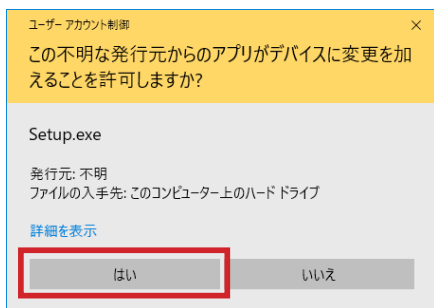 ユーザー アカウント制御
この不明な発行元からのアプリがデバイスに変更を加
えることを許可しますか?
Setup.exe
発行元: 不明
ファイルの入手先: このコンピューター上のハード ドライブ
詳細を表示
はい
いいえ